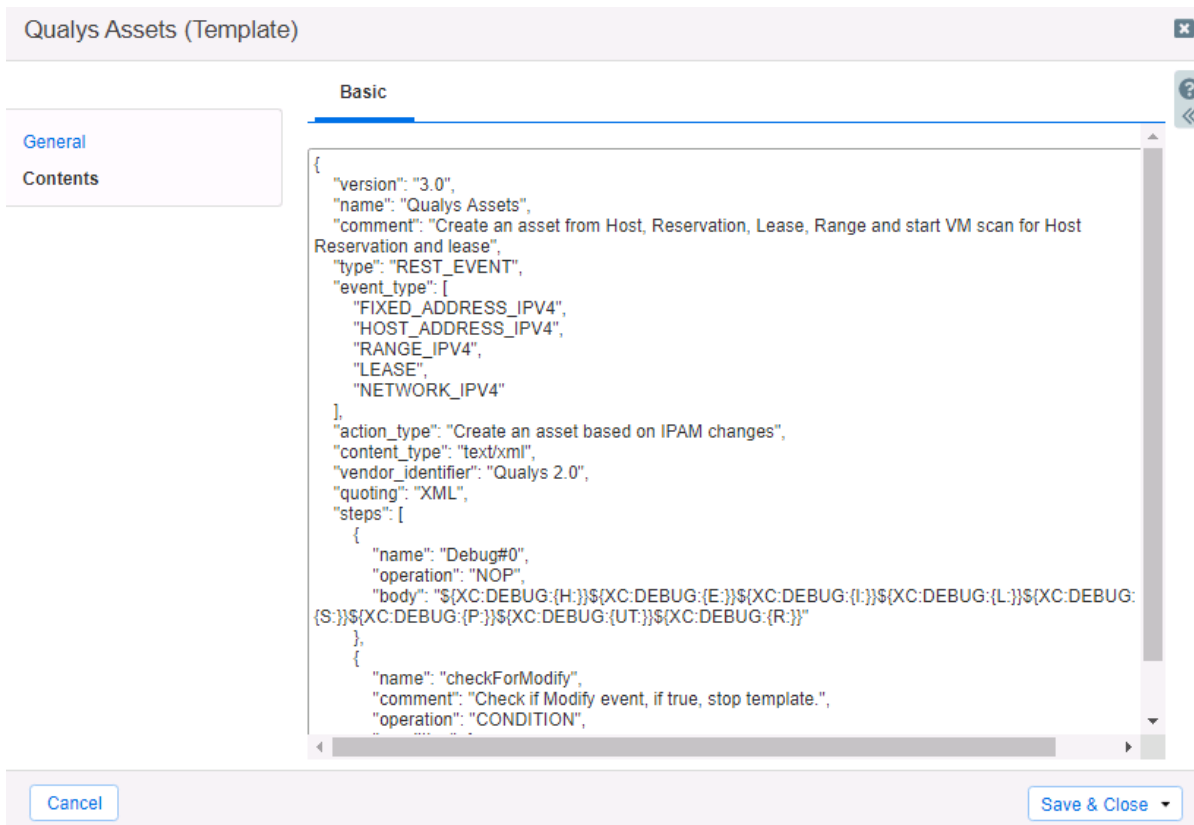 Qualys Assets (Template)
Basic
General
Contents
{
"version": "3.0",
"name": "Qualys Assets",
"comment": "Create an asset from Host, Reservation, Lease, Range and start VM scan for Host
Reservation and lease",
"type": "REST_EVENT",
"event_type": [
"FIXED_ADDRESS_IPV4",
"HOST_ADDRESS_IPV4",
"RANGE_IPV4",
"LEASE",
"NETWORK_IPV4"
],
"action_type": "Create an asset based on IPAM changes",
"content_type": "text/xml",
"vendor_identifier": "Qualys 2.0",
"quoting": "XML",
"steps": [
{
"name": "Debug#0",
"operation": "NOP",
"body": "${XC:DEBUG:{H:}}${XC:DEBUG:{E:}}${XC:DEBUG:{I:}}${XC:DEBUG:{L:}}${XC:DEBUG:
{S:}}${XC:DEBUG:{P:}}${XC:DEBUG:{UT:}}${XC:DEBUG:{R:}}"
},
{
"name": "checkForModify",
"comment": "Check if Modify event, if true, stop template.",
"operation": "CONDITION",
Cancel
Save & Close